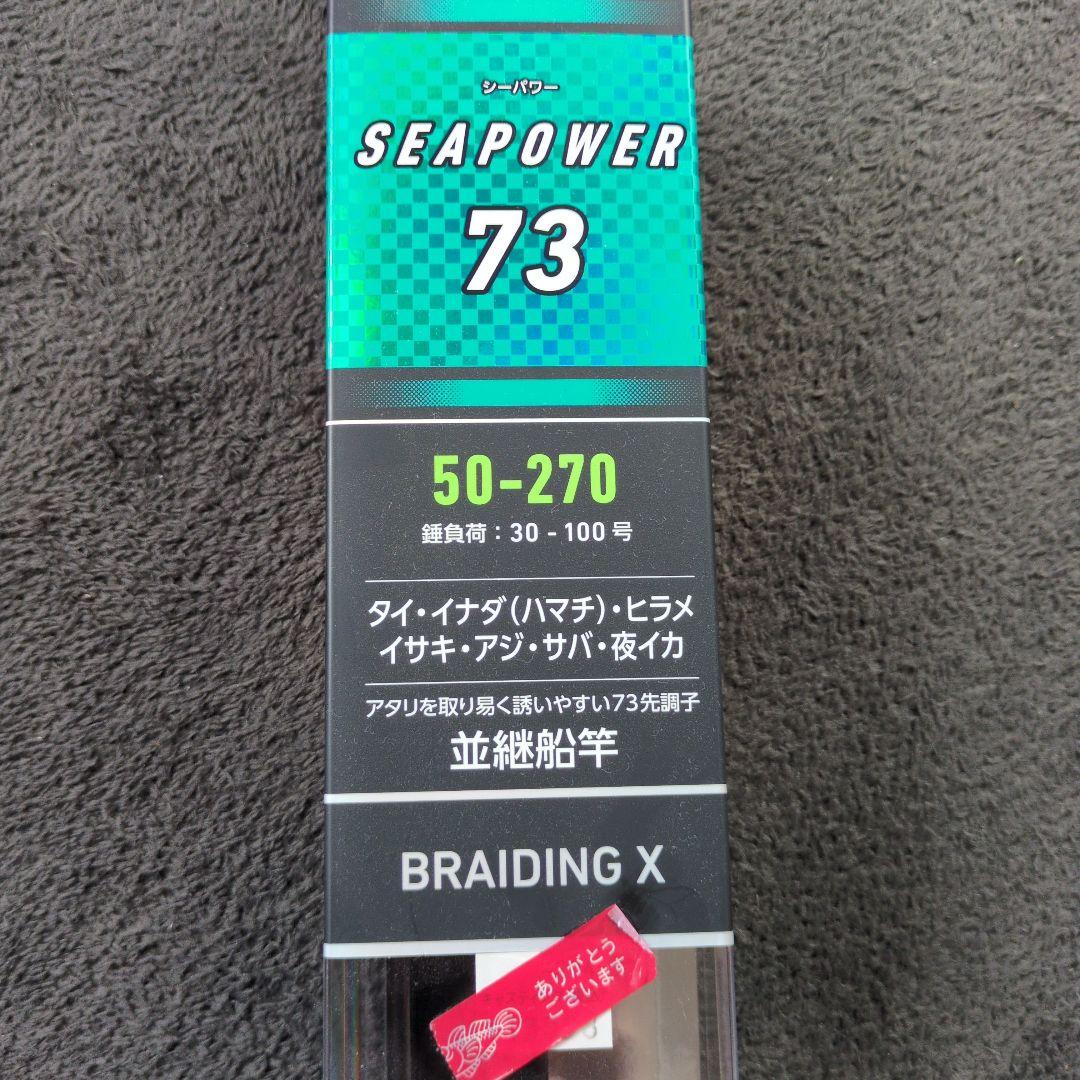 シーパワー
SEAPOWER
73
50-270
錘負荷：30 - 100 号
タイ・イナダ（ハマチ）・ヒラメ
イサキ・アジ・サバ・夜イカ
アタリを取り易く誘いやすい73先調子
並継船竿
BRAIDING X
ありがとう
ございます